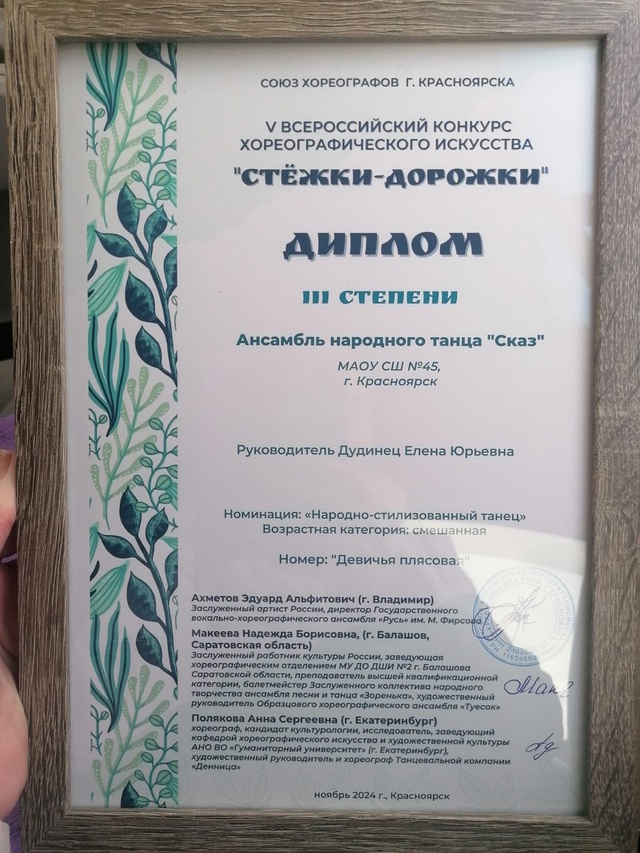 СОЮЗ ХОРЕОГРАФОВ Г. КРАСНОЯРСКА
V ВСЕРОССИЙСКИЙ КОНКУРС
ХОРЕОГРАФИЧЕСКОГО ИСКУССТВА
"СТЁЖКИ-ДОРОЖКИ"
ДИПЛОМ
III СТЕПЕНИ
Ансамбль народного танца "Сказ"
МАОУ СШ №45,
г. Красноярск
Руководитель Дудинец Елена Юрьевна
Номинация: «Народно-стилизованный танец»
Возрастная категория: смешанная
Номер: "Девичья плясовая"
Ахметов Эдуард Альфитович (г. Владимир)
Заслуженный артист России, директор Государственного
вокально-хореографического ансамбля «Русь» им. М. Фирсова
Макеева Надежда Борисовна, (г. Балашов,
Саратовская область)
Заслуженный работник культуры России, заведующая
хореографическим отделением МУ ДО ДШИ №2 г. Балашова
Саратовской области, преподаватель высшей квалификационной
категории, балетмейстер Заслуженного коллектива народного
творчества ансамбля песни и танца «Зоренька», художественный
руководитель Образцового хореографического ансамбля «Туесок»
Полякова Анна Сергеевна (г. Екатеринбург)
хореограф, кандидат культурологии, исследователь, заведующий
кафедрой хореографического искусства и художественной культуры
АНО ВО «Гуманитарный университет» (г. Екатеринбург),
художественный руководитель и хореограф Танцевальной компании
«Денница»
ноябрь 2024 г., Красноярск